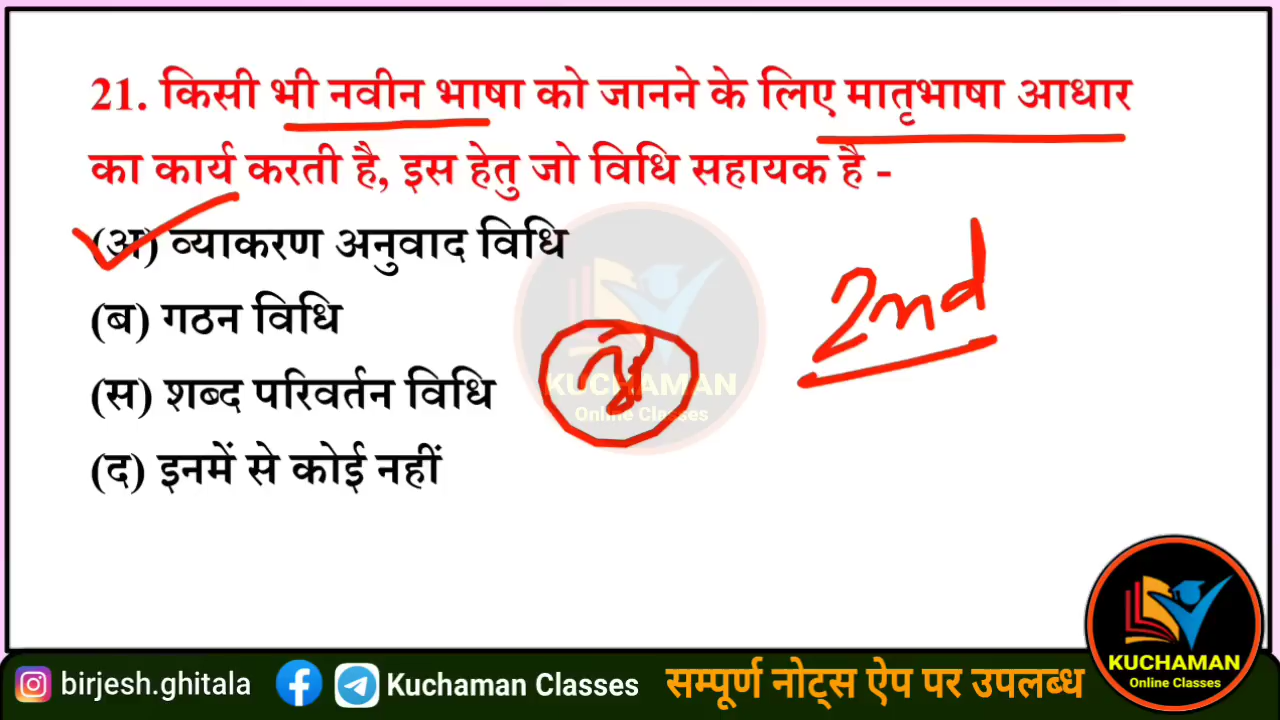 21. किसी भी नवीन भाषा को जानने के लिए मातृभाषा आधार
का कार्य करती है, इस हेतु जो विधि सहायक है -
(अ) व्याकरण अनुवाद विधि
(ब) गठन विधि
(स) शब्द परिवर्तन विधि
(द) इनमें से कोई नहीं
2nd
KUCHAMAN
Online Classes
KUCHAMAN
Online Classes
birjesh.ghitala
Kuchaman Classes
सम्पूर्ण नोट्स ऐप पर उपलब्ध